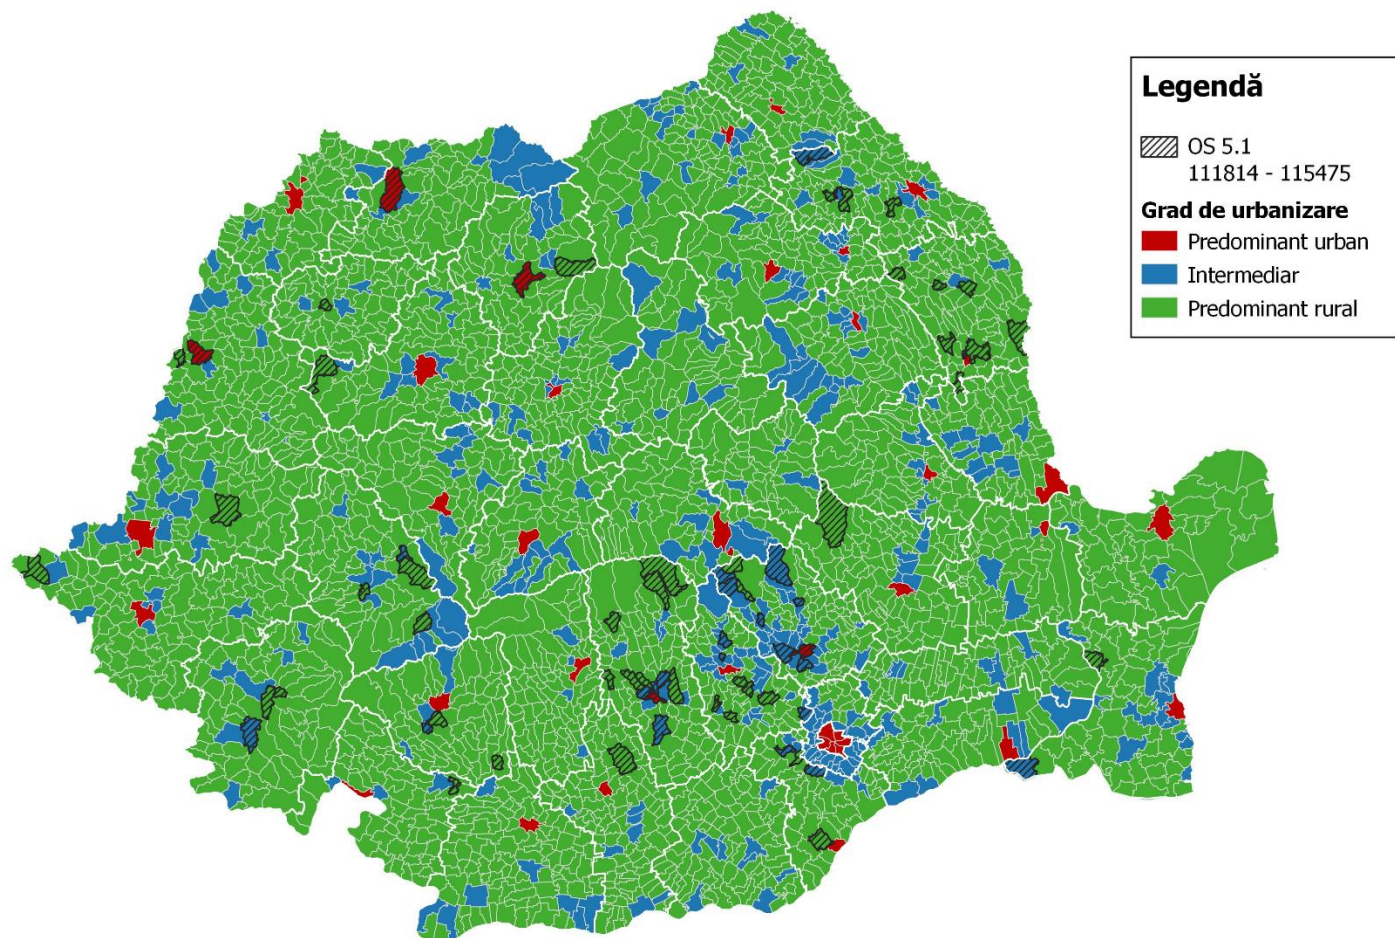 Legendă
OS 5.1
111814 - 115475
Grad de urbanizare
Predominant urban
Intermediar
Predominant rural